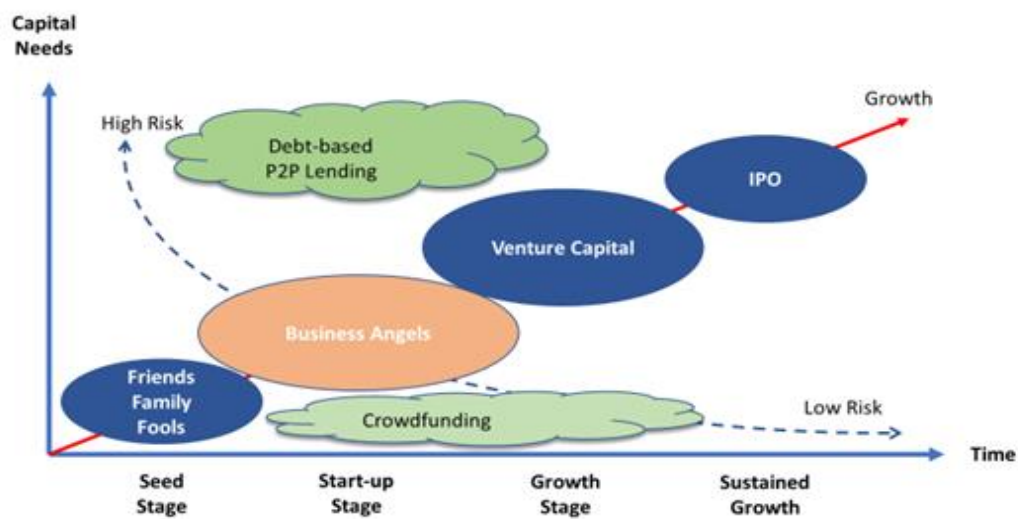 Capital
Needs
High Risk
Debt-based
P2P Lending
Growth
IPO
Venture Capital
Business Angels
Friends
Family
Fools
Crowdfunding
Low Risk
Time
Seed
Stage
Start-up
Stage
Growth
Stage
Sustained
Growth